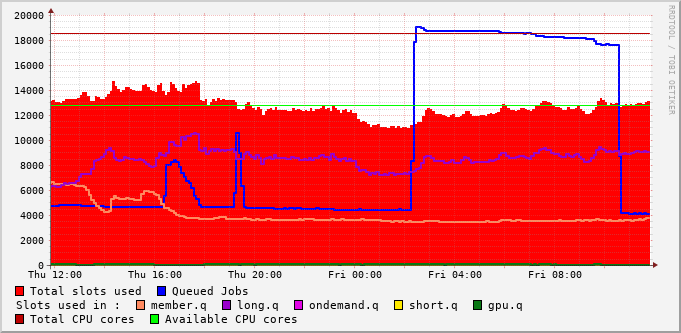 20000
18000
16000
14000
12000
10000
8000
6000
4000
2000
0
Thu 12:00 Thu 16:00 Thu 20:00 Fri 00:00 Fri 04:00 Fri 08:00
Total slots used Queued Jobs
Slots used in : member.q long.q ondemand.q short.q gpu.q
Total CPU cores Available CPU cores
RRDTOOL / TOBI OETIKER